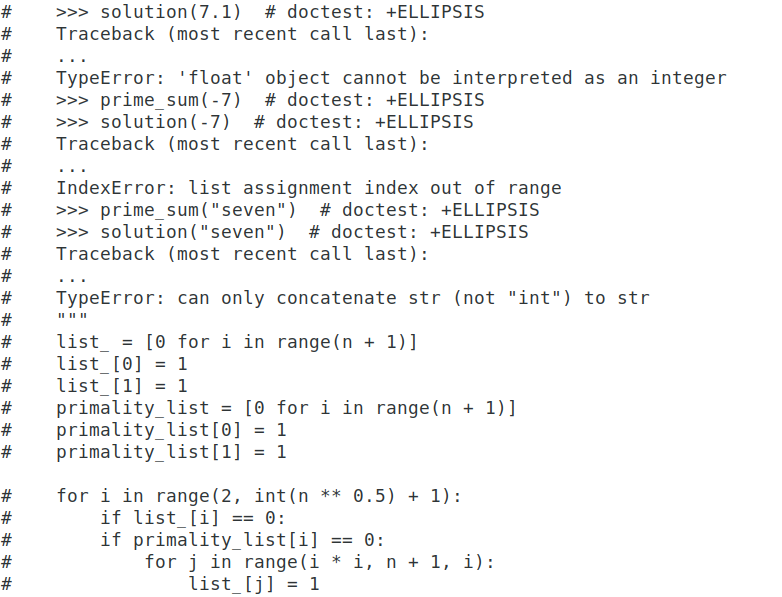 #    >>> solution(7.1)  # doctest: +ELLIPSIS
#    Traceback (most recent call last):
#    ...
#    TypeError: 'float' object cannot be interpreted as an integer
#    >>> prime_sum(-7)  # doctest: +ELLIPSIS
#    >>> solution(-7)  # doctest: +ELLIPSIS
#    Traceback (most recent call last):
#    ...
#    IndexError: list assignment index out of range
#    >>> prime_sum("seven")  # doctest: +ELLIPSIS
#    >>> solution("seven")  # doctest: +ELLIPSIS
#    Traceback (most recent call last):
#    ...
#    TypeError: can only concatenate str (not "int") to str
#    """
#    list_ = [0 for i in range(n + 1)]
#    list_[0] = 1
#    list_[1] = 1
#    primality_list = [0 for i in range(n + 1)]
#    primality_list[0] = 1
#    primality_list[1] = 1

#    for i in range(2, int(n ** 0.5) + 1):
#        if list_[i] == 0:
#        if primality_list[i] == 0:
#            for j in range(i * i, n + 1, i):
#                list_[j] = 1